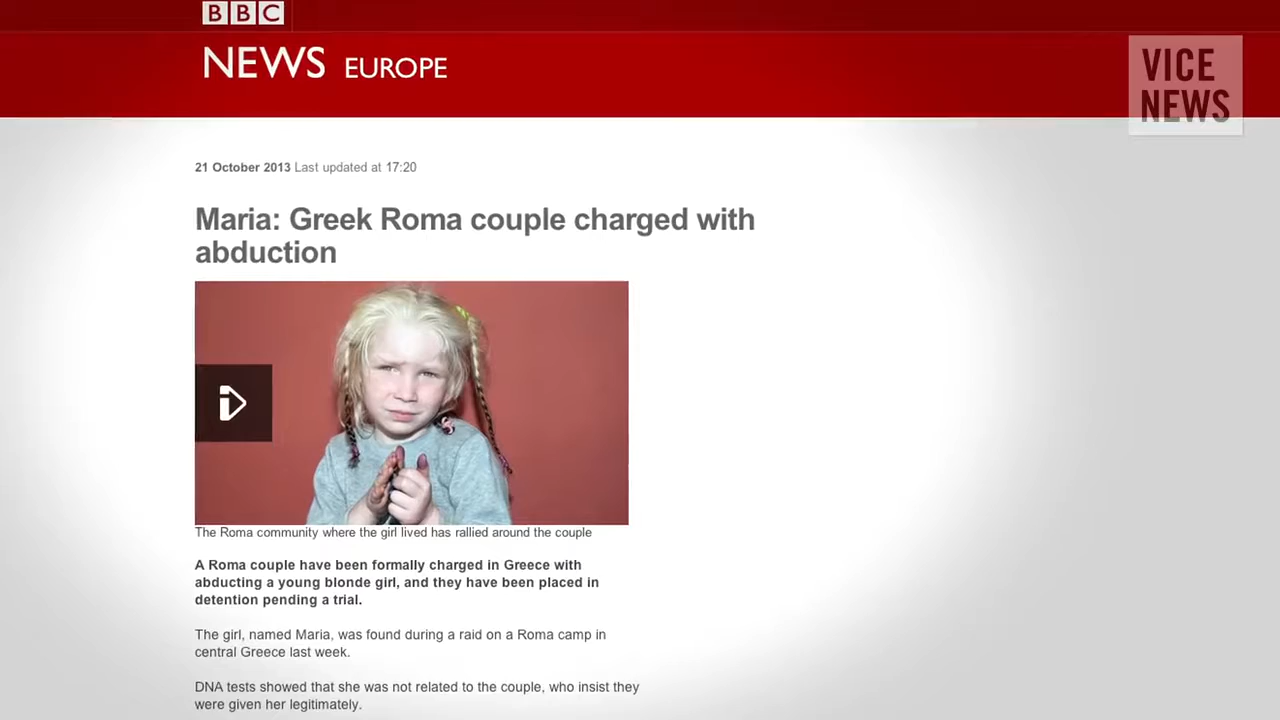 BBC
NEWS EUROPE
VICE
NEWS
21 October 2013 Last updated at 17:20
Maria: Greek Roma couple charged with
abduction
The Roma community where the girl lived has rallied around the couple
A Roma couple have been formally charged in Greece with
abducting a young blonde girl, and they have been placed in
detention pending a trial.
The girl, named Maria, was found during a raid on a Roma camp in
central Greece last week.
DNA tests showed that she was not related to the couple, who insist they
were given her legitimately.